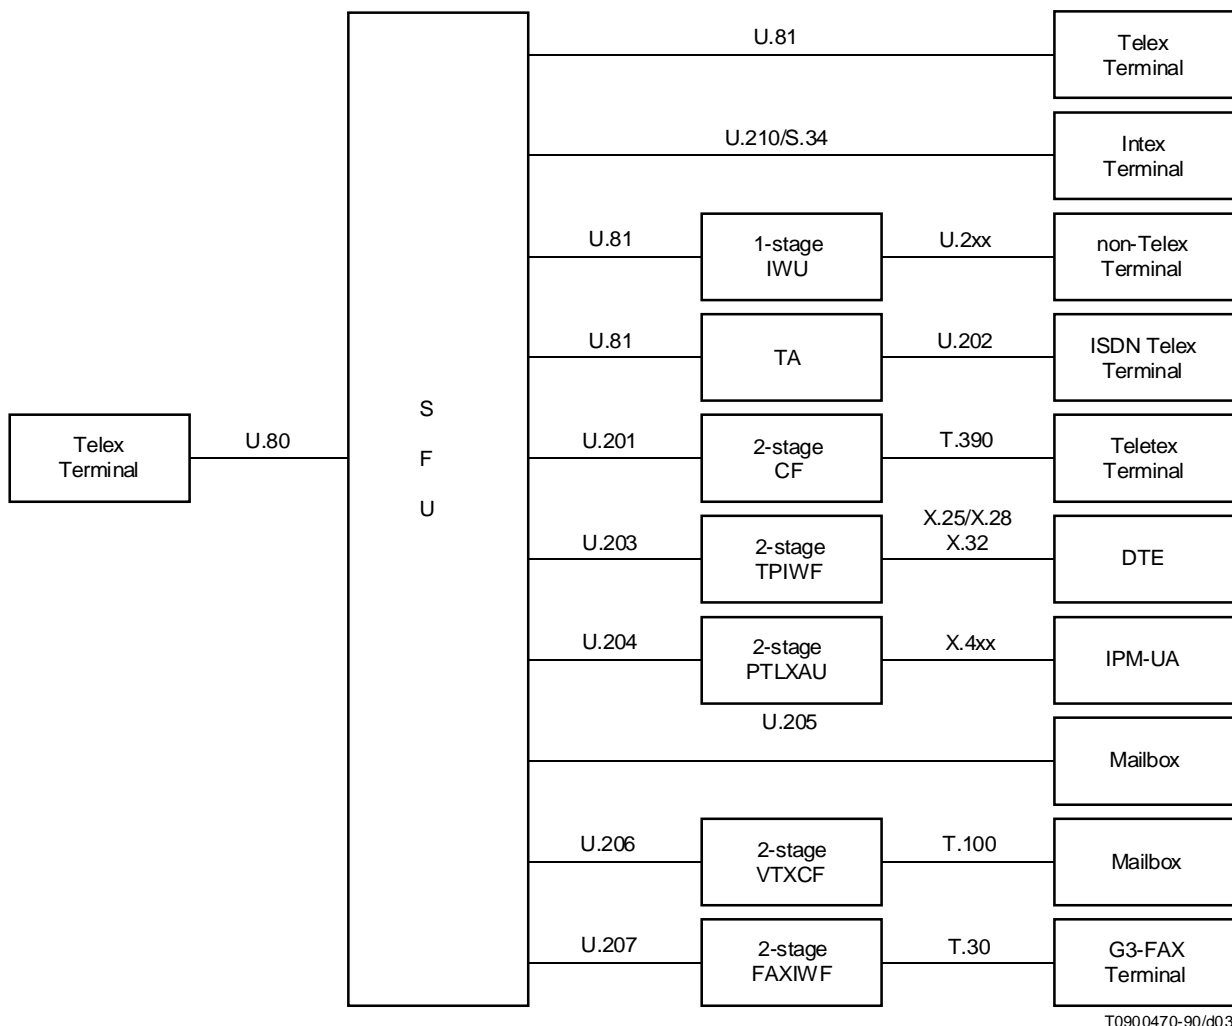 U.81
Telex
Terminal
U.210/S.34
Intex
Terminal
U.81
1-stage
IWU
U.2xx
non-Telex
Terminal
U.81
TA
U.202
ISDN Telex
Terminal
Telex
Terminal
U.80
S
F
U
U.201
2-stage
CF
T.390
Teletex
Terminal
U.203
2-stage
TPIWF
X.25/X.28
X.32
DTE
U.204
2-stage
PTLXAU
X.4xx
IPM-UA
U.205
Mailbox
U.206
2-stage
VTXCF
T.100
Mailbox
U.207
2-stage
FAXIWF
T.30
G3-FAX
Terminal
T0900470-90/d03